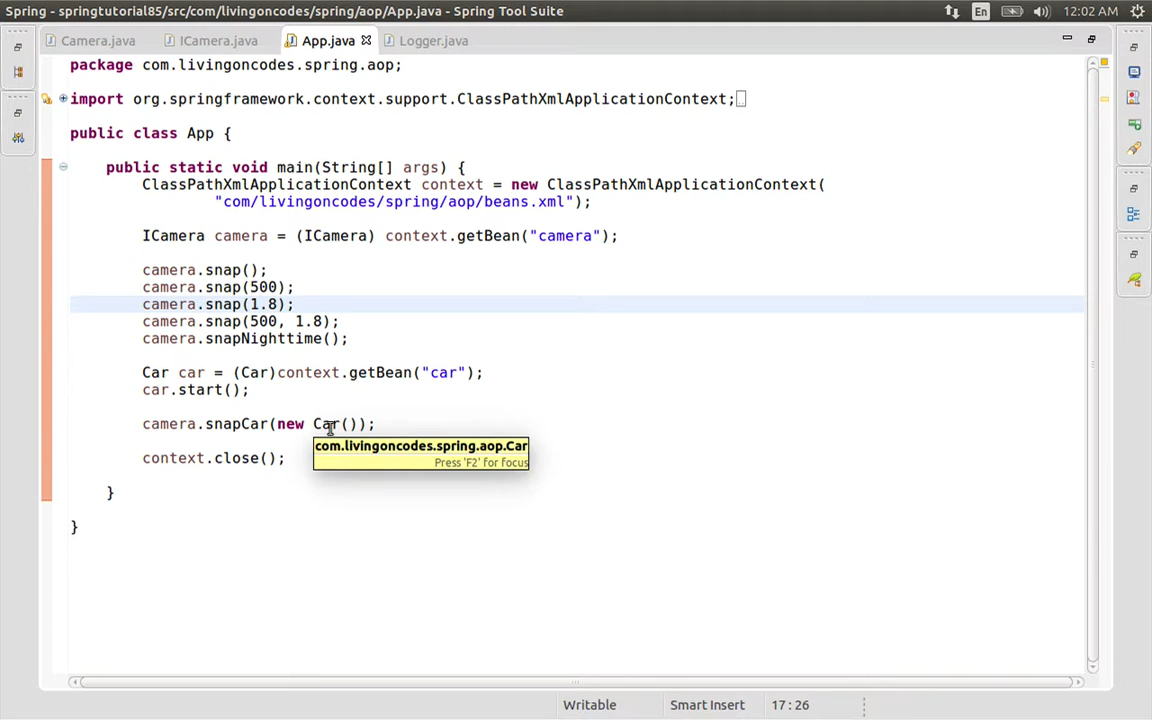 Spring - springtutorial85/src/com/livingoncodes/spring/aop/App.java - Spring Tool Suite
En
12:02 AM
Camera.java
ICamera.java
App.java
Logger.java
package com.livingoncodes.spring.aop;
import org.springframework.context.support.ClassPathXmlApplicationContext;
public class App {
public static void main(String[] args) {
ClassPathXmlApplicationContext context = new ClassPathXmlApplicationContext(
"com/livingoncodes/spring/aop/beans.xml");
ICamera camera = (ICamera) context.getBean("camera");
camera.snap();
camera.snap(500);
camera.snap(1.8);
camera.snap(500, 1.8);
camera.snapNighttime();
Car car = (Car)context.getBean("car");
car.start();
camera.snapCar(new Car());
com.livingoncodes.spring.aop.Car
Press 'F2' for focus
context.close();
}
}
Writable
Smart Insert
17 : 26